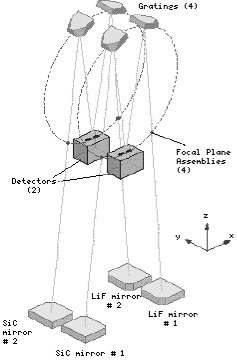 Gratings (4)
Focal Plane
Assemblies
(4)
Detectors
(2)
z
y
x
LiF mirror
# 2
LiF mirror
# 1
SiC
mirror
# 2
SiC mirror # 1